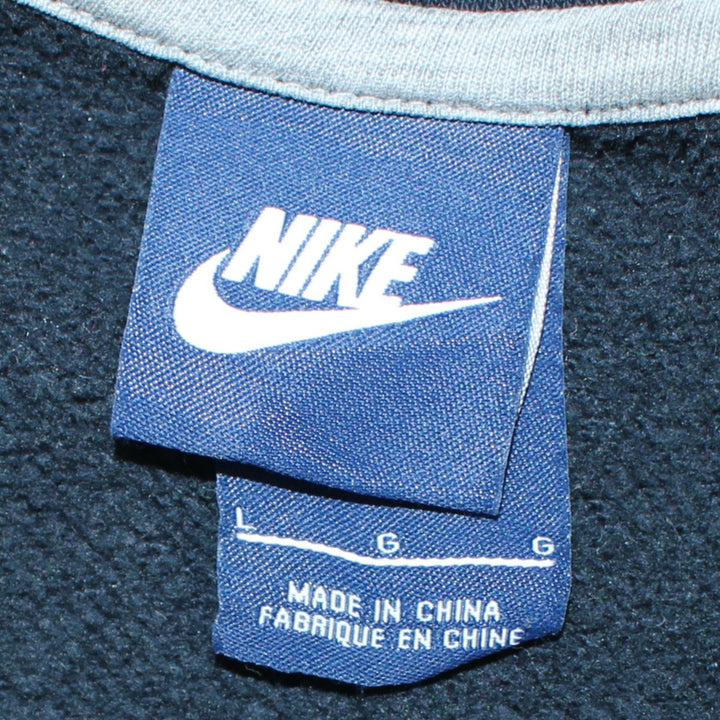 NIKE
L G G
MADE IN CHINA
FABRIQUE EN CHINE